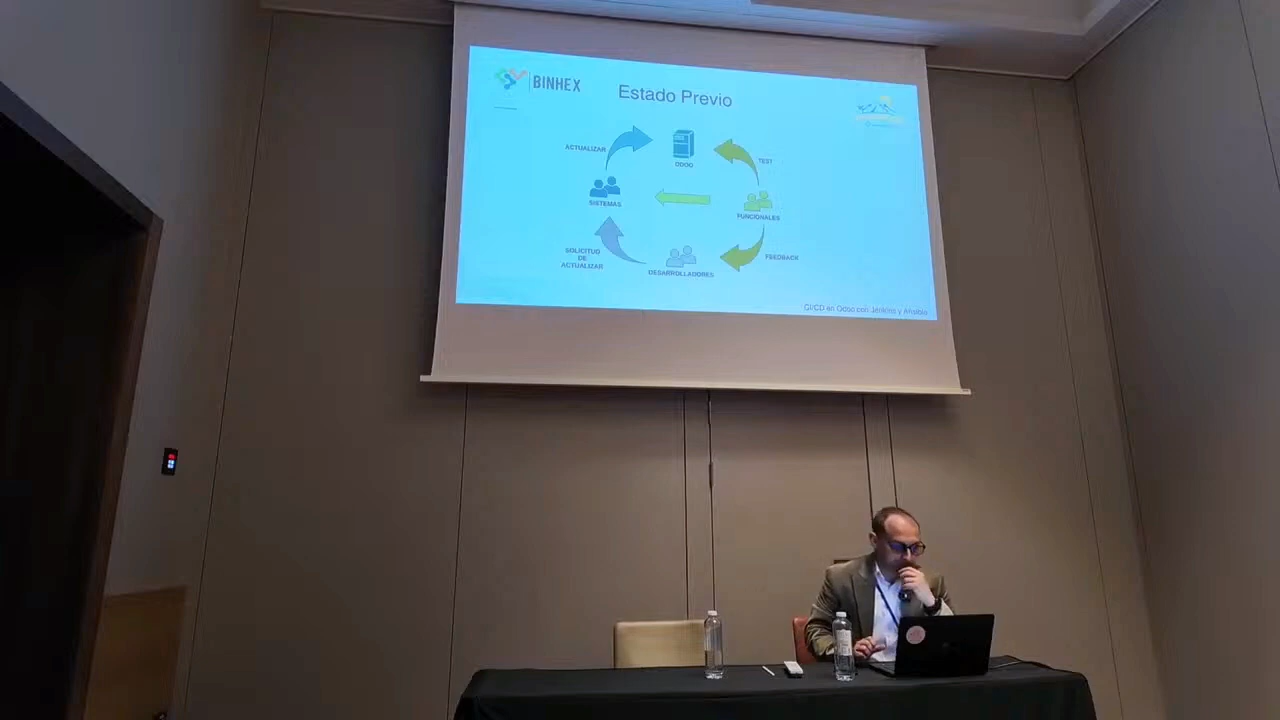 BINHEX
Estado Previo
ACTUALIZAR
ODOO
TEST
SISTEMAS
FUNCIONALES
SOLICITUD
DE
ACTUALIZAR
DESARROLLADORES
FEEDBACK
CI/CD en Odoo con Jenkins y Ansible